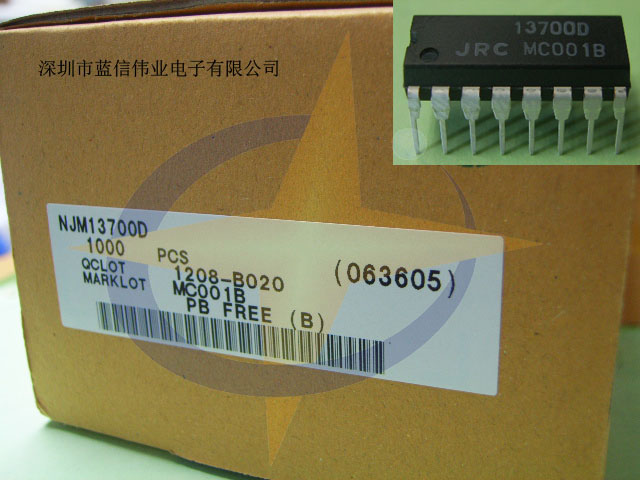 深圳市蓝信伟业电子有限公司
13700D
JRC MC001B
NJM13700D
1000 PCS
QCLOT 1208-B020 (063605)
MARKLOT MC001B
PB FREE (B)